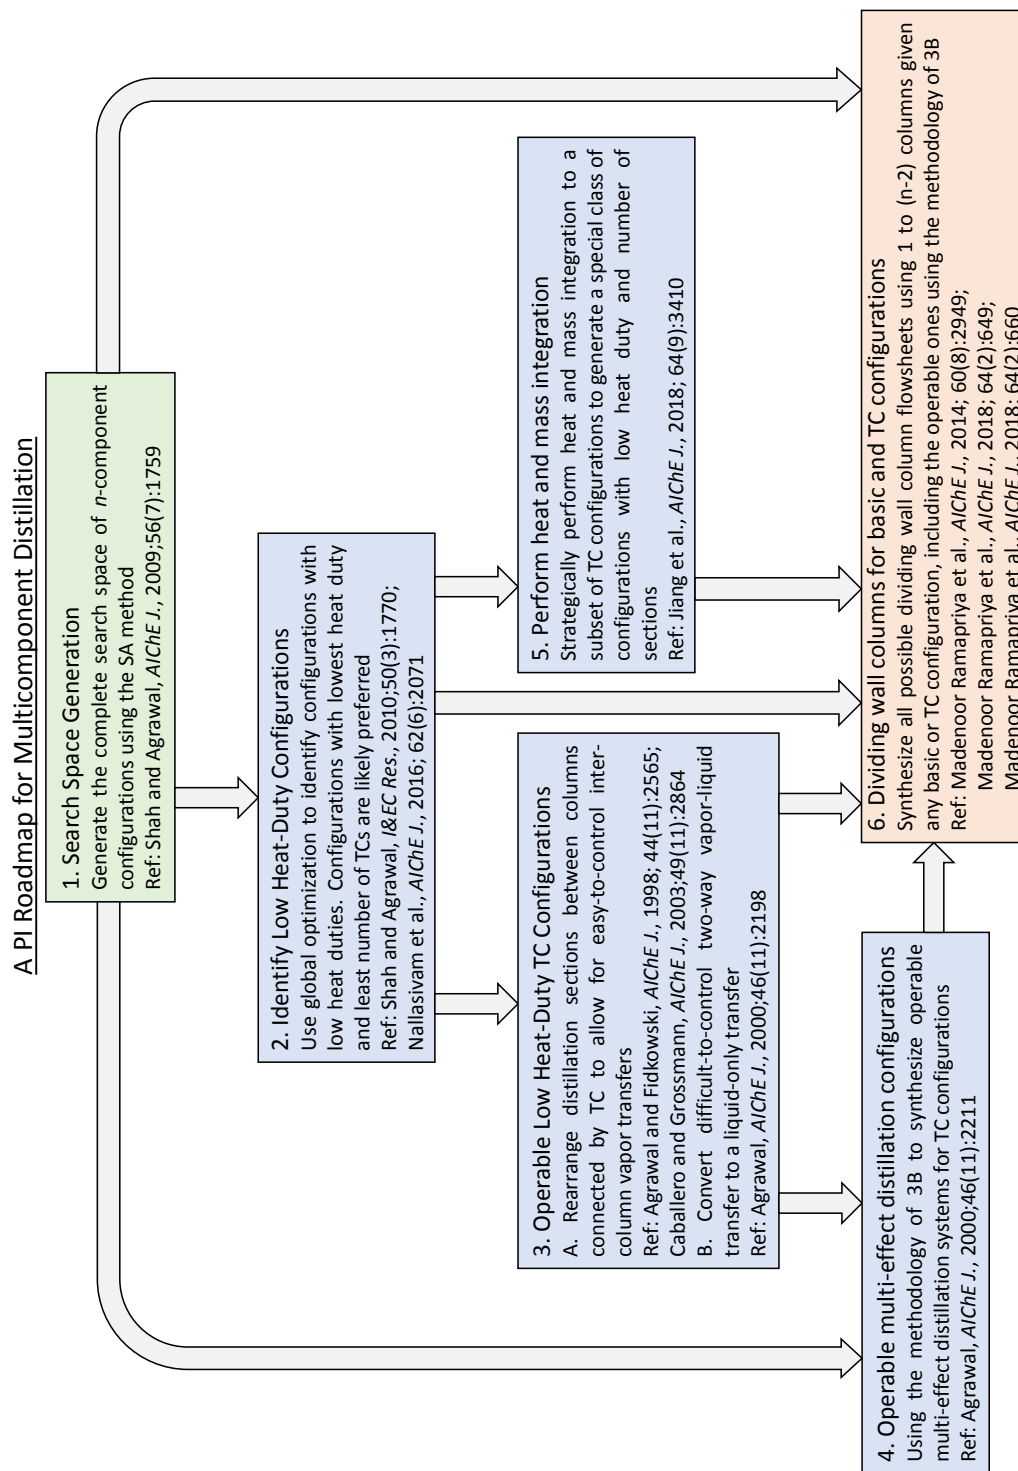 A PI Roadmap for Multicomponent Distillation
1. Search Space Generation
Generate the complete search space of n-component
configurations using the SA method
Ref: Shah and Agrawal, AIChE J., 2009;56(7):1759
2. Identify Low Heat-Duty Configurations
Use global optimization to identify configurations with
low heat duties. Configurations with lowest heat duty
and least number of TCs are likely preferred
Ref: Shah and Agrawal, I&EC Res., 2010;50(3):1770;
Nallasivam et al., AIChE J., 2016; 62(6):2071
3. Operable Low Heat-Duty TC Configurations
A. Rearrange distillation sections between columns
connected by TC to allow for easy-to-control inter-
column vapor transfers
Ref: Agrawal and Fidkowski, AIChE J., 1998; 44(11):2565;
Caballero and Grossmann, AIChE J., 2003;49(11):2864
B. Convert difficult-to-control two-way vapor-liquid
transfer to a liquid-only transfer
Ref: Agrawal, AIChE J., 2000;46(11):2198
5. Perform heat and mass integration
Strategically perform heat and mass integration to a
subset of TC configurations to generate a special class of
configurations with low heat duty and number of
sections
Ref: Jiang et al., AIChE J., 2018; 64(9):3410
4. Operable multi-effect distillation configurations
Using the methodology of 3B to synthesize operable
multi-effect distillation systems for TC configurations
Ref: Agrawal, AIChE J., 2000;46(11):2211
6. Dividing wall columns for basic and TC configurations
Synthesize all possible dividing wall column flowsheets using 1 to (n-2) columns given
any basic or TC configuration, including the operable ones using the methodology of 3B
Ref: Madenoor Ramapriya et al., AIChE J., 2014; 60(8):2949;
Madenoor Ramapriya et al., AIChE J., 2018; 64(2):649;
Madenoor Ramapriya et al., AIChE J., 2018; 64(2):660